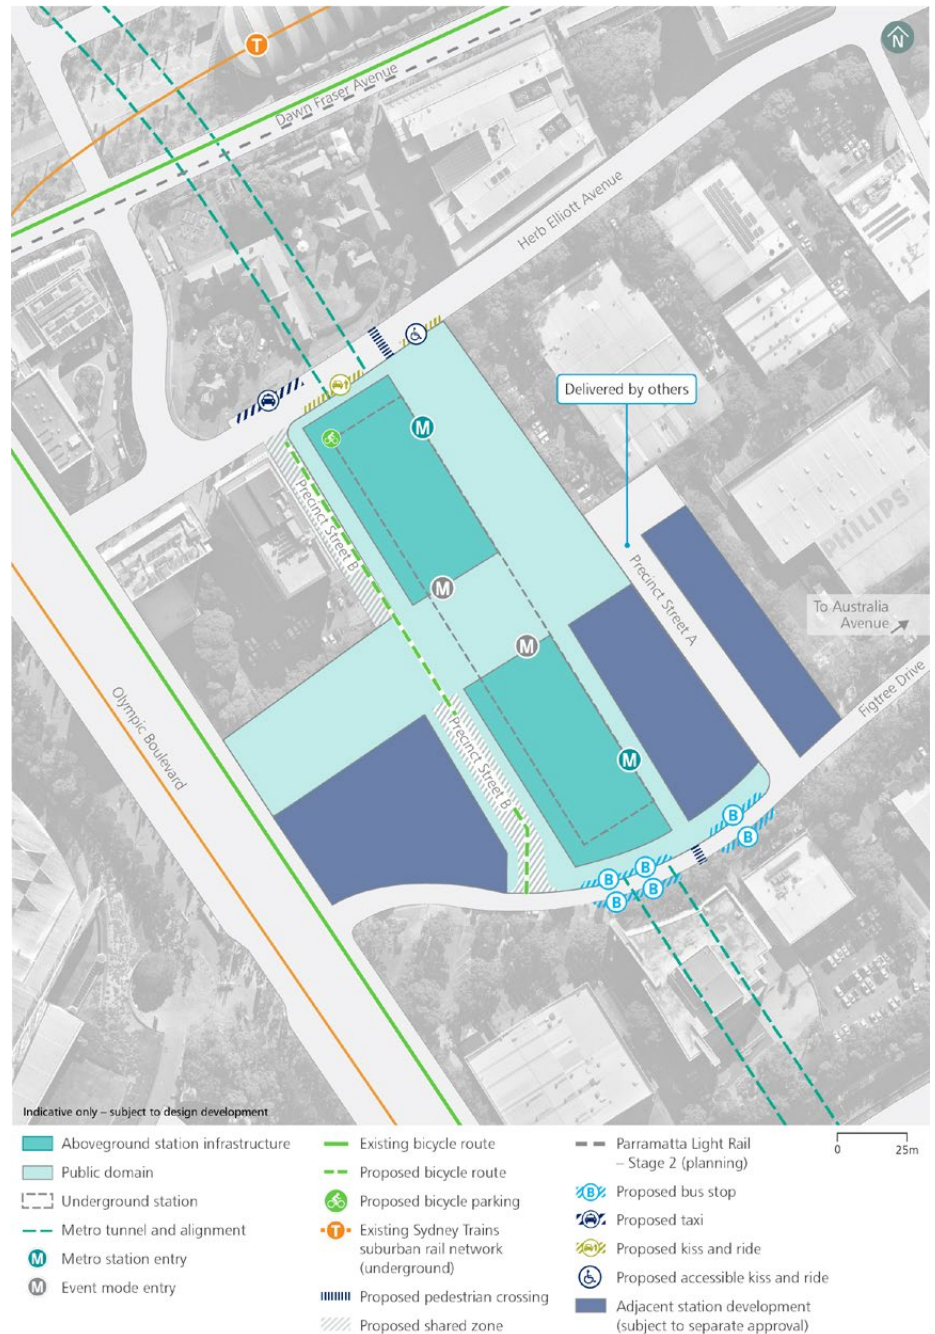 N
T
Dawn Fraser Avenue
Herb Elliott Avenue
Delivered by others
M
Precinct Street B
PHILIPS
M
Precinct Street A
To Australia
Avenue
M
Figtree Drive
Olympic Boulevard
Precinct Street B
M
B
B
B
B
B
B
Indicative only – subject to design development
Aboveground station infrastructure
Public domain
Underground station
Metro tunnel and alignment
M Metro station entry
M Event mode entry
Existing bicycle route
Proposed bicycle route
Proposed bicycle parking
T Existing Sydney Trains
suburban rail network
(underground)
Proposed pedestrian crossing
Proposed shared zone
Parramatta Light Rail
– Stage 2 (planning)
B Proposed bus stop
Proposed taxi
Proposed kiss and ride
Proposed accessible kiss and ride
Adjacent station development
(subject to separate approval)
0 25m